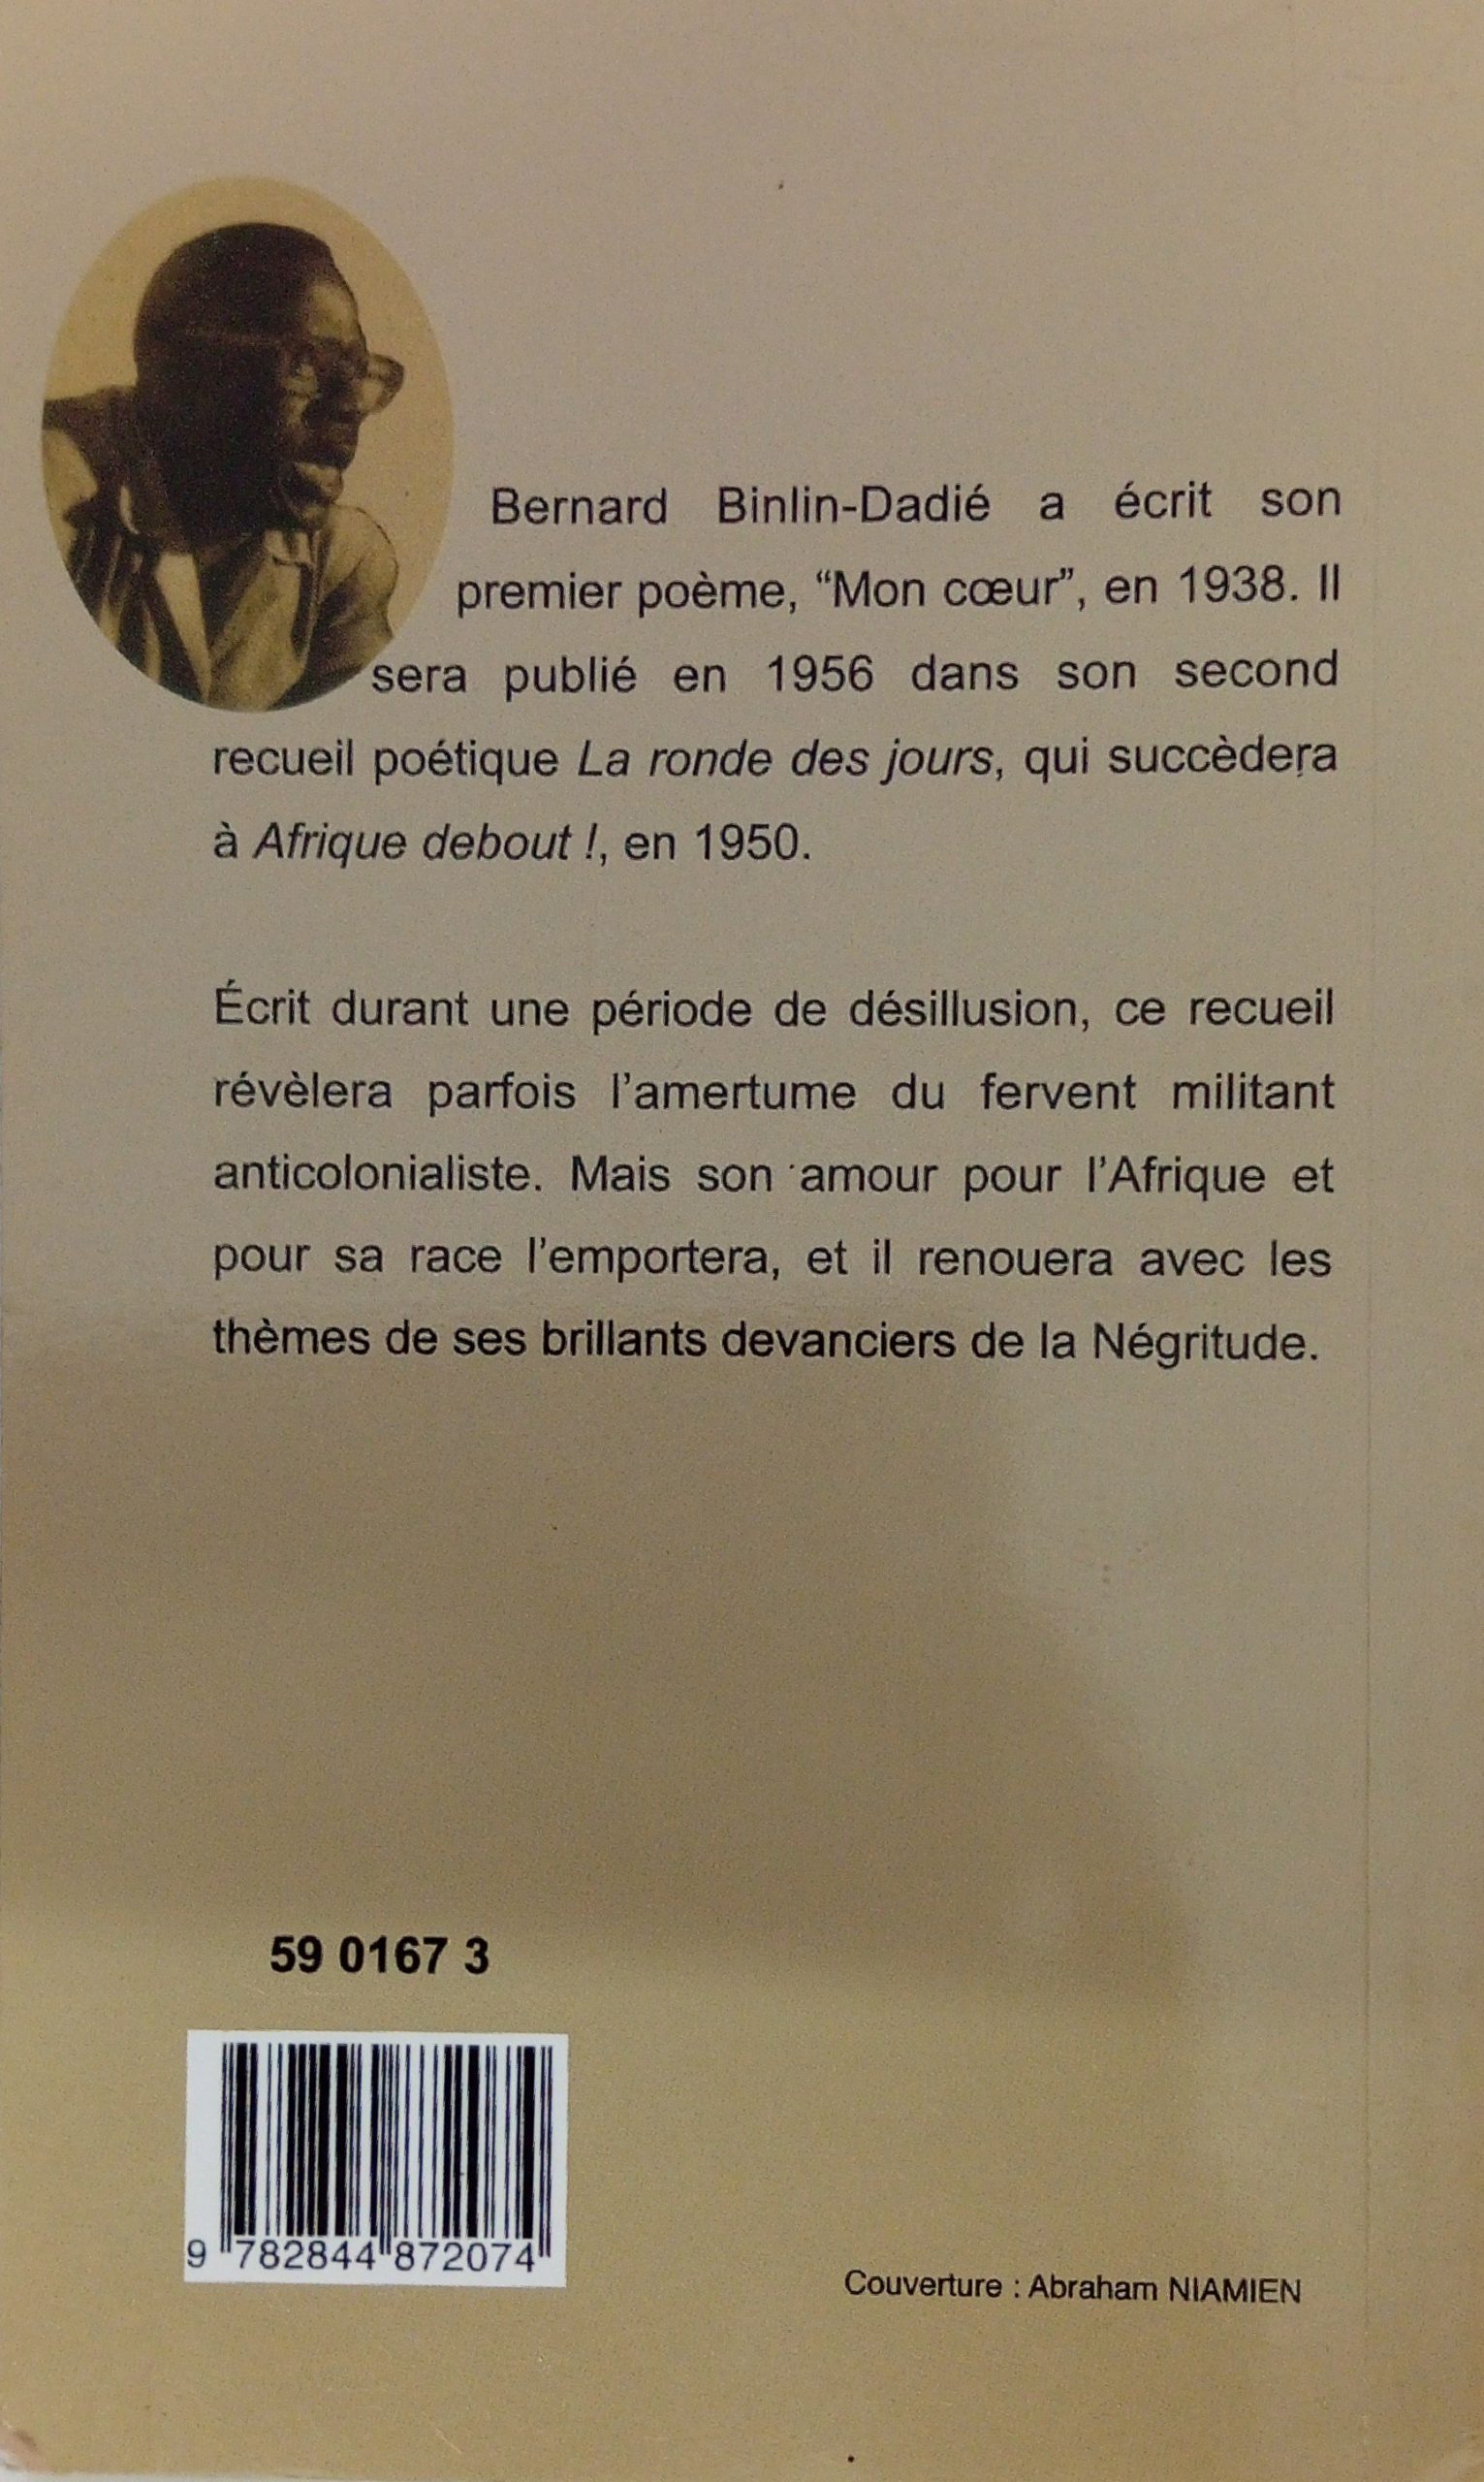 Bernard Binlin-Dadié a écrit son
premier poème, “Mon cœur”, en 1938. Il
sera publié en 1956 dans son second
recueil poétique La ronde des jours, qui succèdera
à Afrique debout !, en 1950.
Écrit durant une période de désillusion, ce recueil
révèlera parfois l’amertume du fervent militant
anticolonialiste. Mais son amour pour l’Afrique et
pour sa race l’emportera, et il renouera avec les
thèmes de ses brillants devanciers de la Négritude.
59 0167 3
9 782844 872074
Couverture : Abraham NIAMIEN